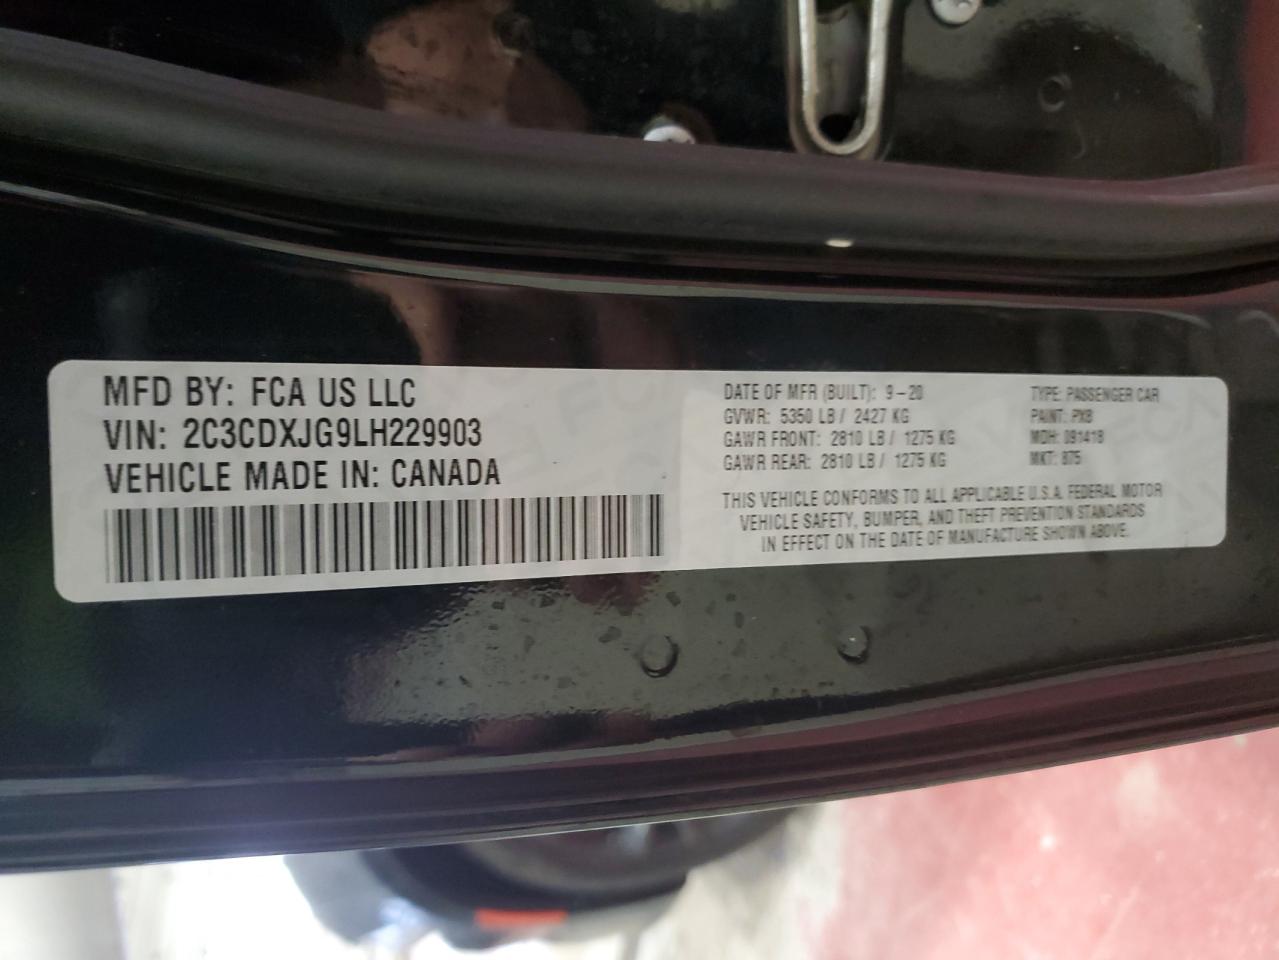 MFD BY: FCA US LLC
VIN: 2C3CDXJG9LH229903
VEHICLE MADE IN: CANADA
DATE OF MFR (BUILT): 9-20
GVWR: 5350 LB / 2427 KG
GAWR FRONT: 2810 LB / 1275 KG
GAWR REAR: 2810 LB / 1275 KG
TYPE: PASSENGER CAR
PAINT: PX8
MDH: 091418
MKT: 875
THIS VEHICLE CONFORMS TO ALL APPLICABLE U.S.A. FEDERAL MOTOR
VEHICLE SAFETY, BUMPER, AND THEFT PREVENTION STANDARDS
IN EFFECT ON THE DATE OF MANUFACTURE SHOWN ABOVE.